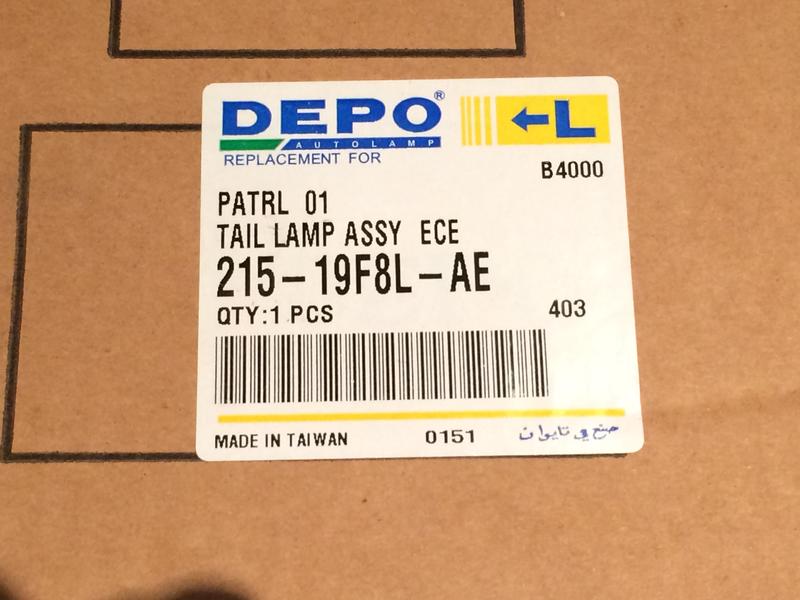 DEPO®
AUTOLAMP
←L
REPLACEMENT FOR
B4000
PATRL 01
TAIL LAMP ASSY ECE
215-19F8L-AE
QTY:1 PCS
403
MADE IN TAIWAN
0151
صنع في تايوان